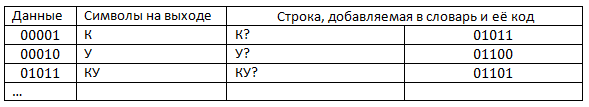 Данные Символы на выходе Строка, добавляемая в словарь и её код
00001 К К? 01011
00010 У У? 01100
01011 КУ КУ? 01101
...